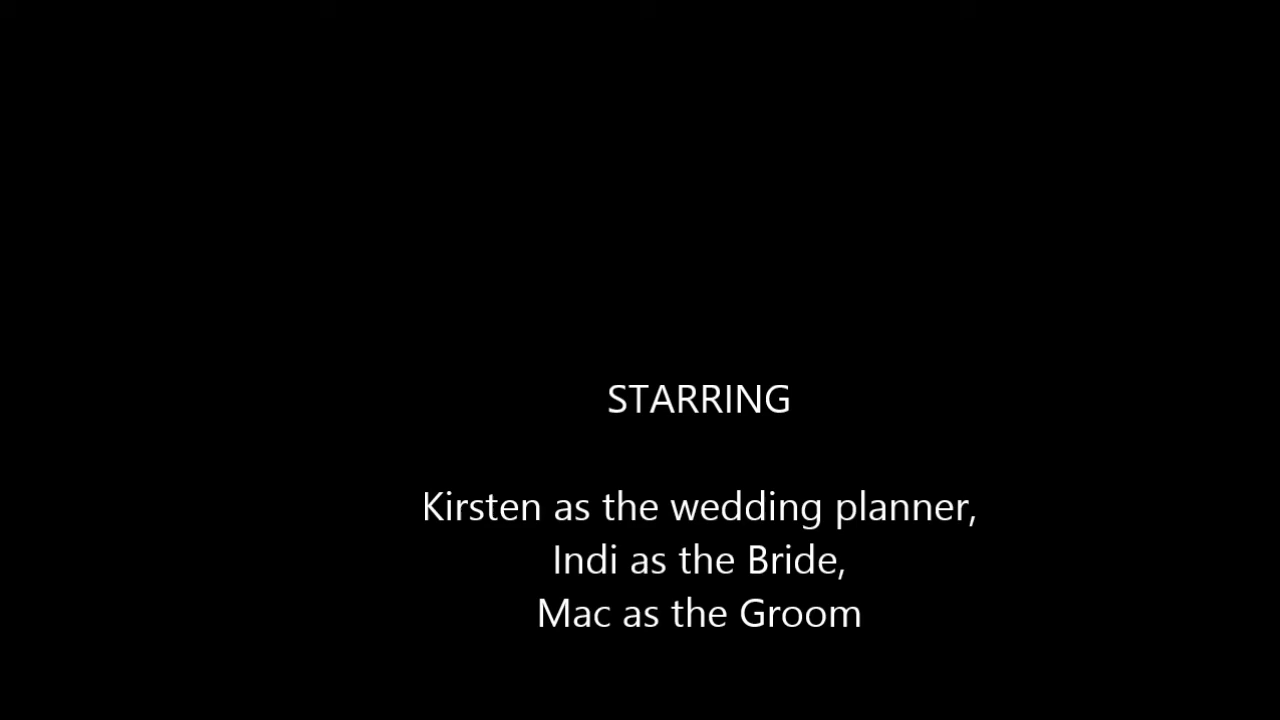 STARRING
Kirsten as the wedding planner,
Indi as the Bride,
Mac as the Groom